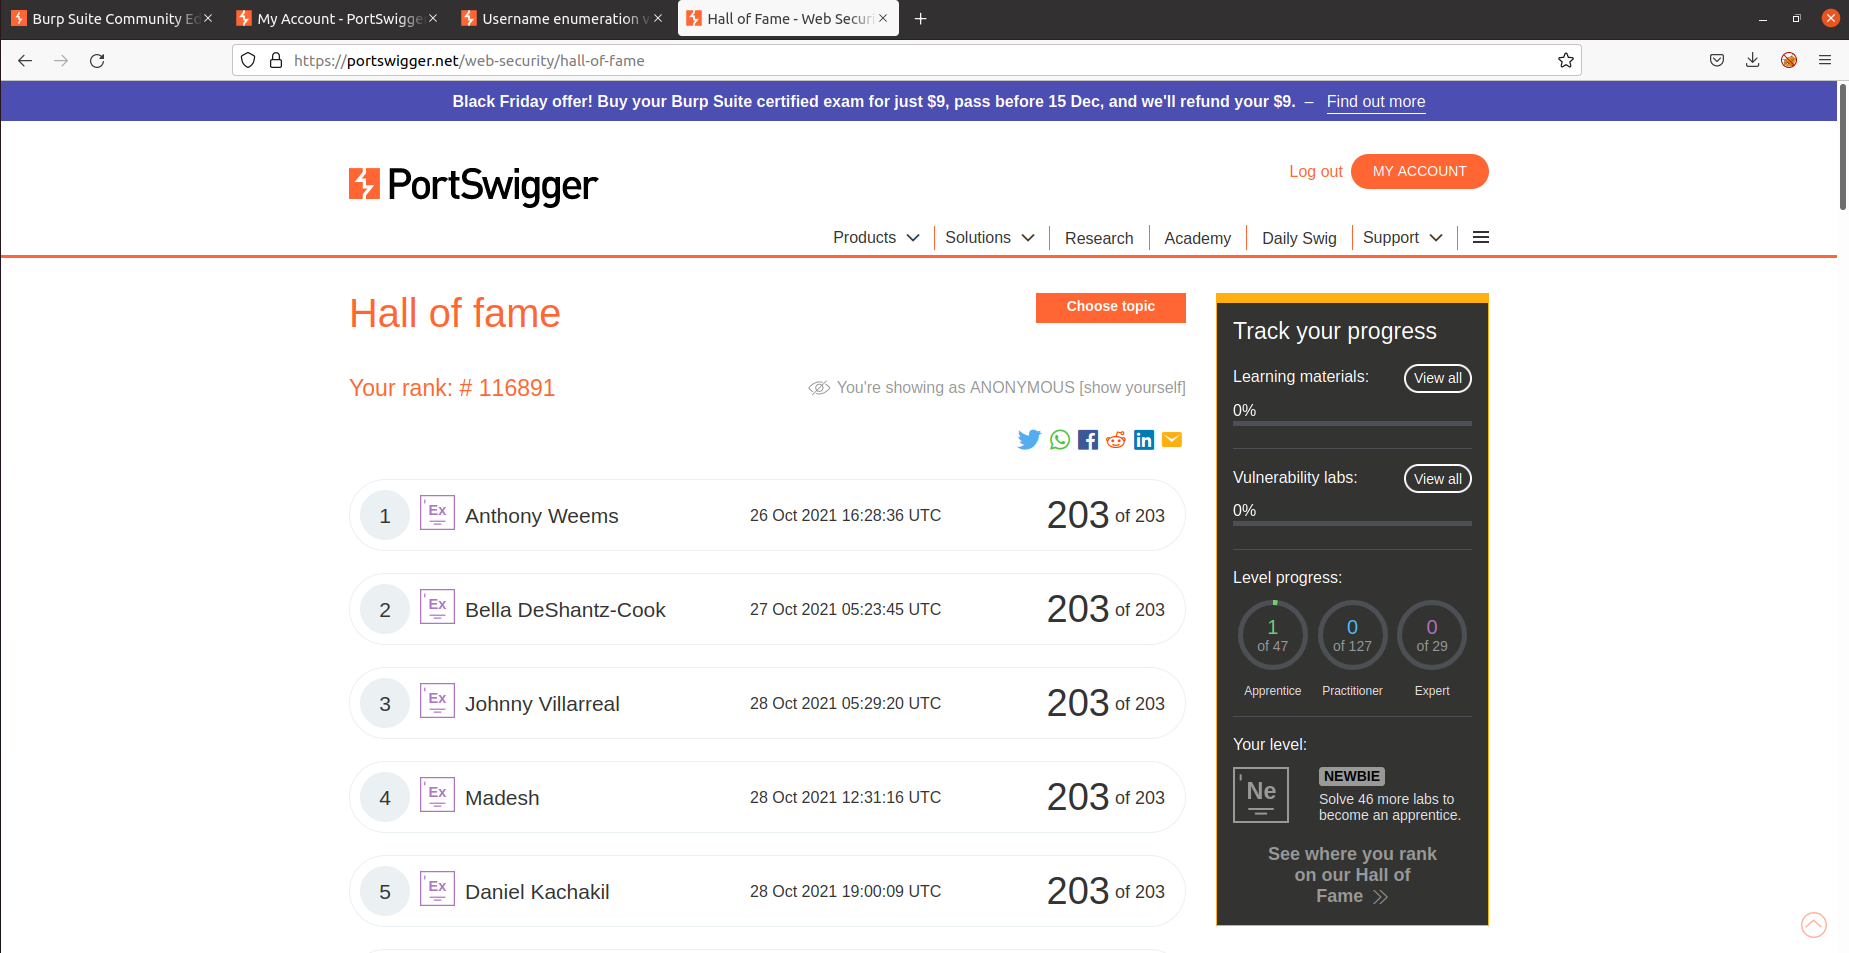 Burp Suite Community Ed
My Account - PortSwigge
Username enumeration v
Hall of Fame - Web Securi
https://portswigger.net/web-security/hall-of-fame
Black Friday offer! Buy your Burp Suite certified exam for just $9, pass before 15 Dec, and we'll refund your $9. – Find out more
PortSwigger
Log out
MY ACCOUNT
Products
Solutions
Research
Academy
Daily Swig
Support
Hall of fame
Choose topic
Your rank: # 116891
You're showing as ANONYMOUS [show yourself]
1 Ex Anthony Weems 26 Oct 2021 16:28:36 UTC 203 of 203
2 Ex Bella DeShantz-Cook 27 Oct 2021 05:23:45 UTC 203 of 203
3 Ex Johnny Villarreal 28 Oct 2021 05:29:20 UTC 203 of 203
4 Ex Madesh 28 Oct 2021 12:31:16 UTC 203 of 203
5 Ex Daniel Kachakil 28 Oct 2021 19:00:09 UTC 203 of 203
Track your progress
Learning materials: View all
0%
Vulnerability labs: View all
0%
Level progress:
1 0 0
of 47 of 127 of 29
Apprentice Practitioner Expert
Your level:
Ne
NEWBIE
Solve 46 more labs to
become an apprentice.
See where you rank
on our Hall of
Fame